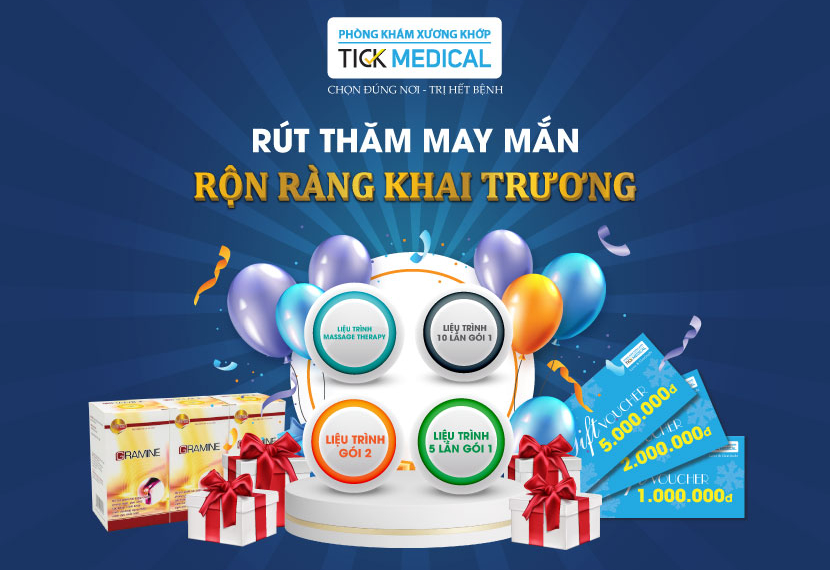 PHÒNG KHÁM XƯƠNG KHỚP
TICK MEDICAL
CHỌN ĐÚNG NƠI - TRỊ HẾT BỆNH
RÚT THĂM MAY MẮN
RỘN RÀNG KHAI TRƯƠNG
LIỆU TRÌNH
MASSAGE THERAPY
LIỆU TRÌNH
10 LẦN GÓI 1
LIỆU TRÌNH
GÓI 2
LIỆU TRÌNH
5 LẦN GÓI 1
GRAMINE
GRAMINE
GRAMINE
TICK MEDICAL
Gift VOUCHER
5.000.000đ
VOUCHER
2.000.000đ
VOUCHER
1.000.000đ